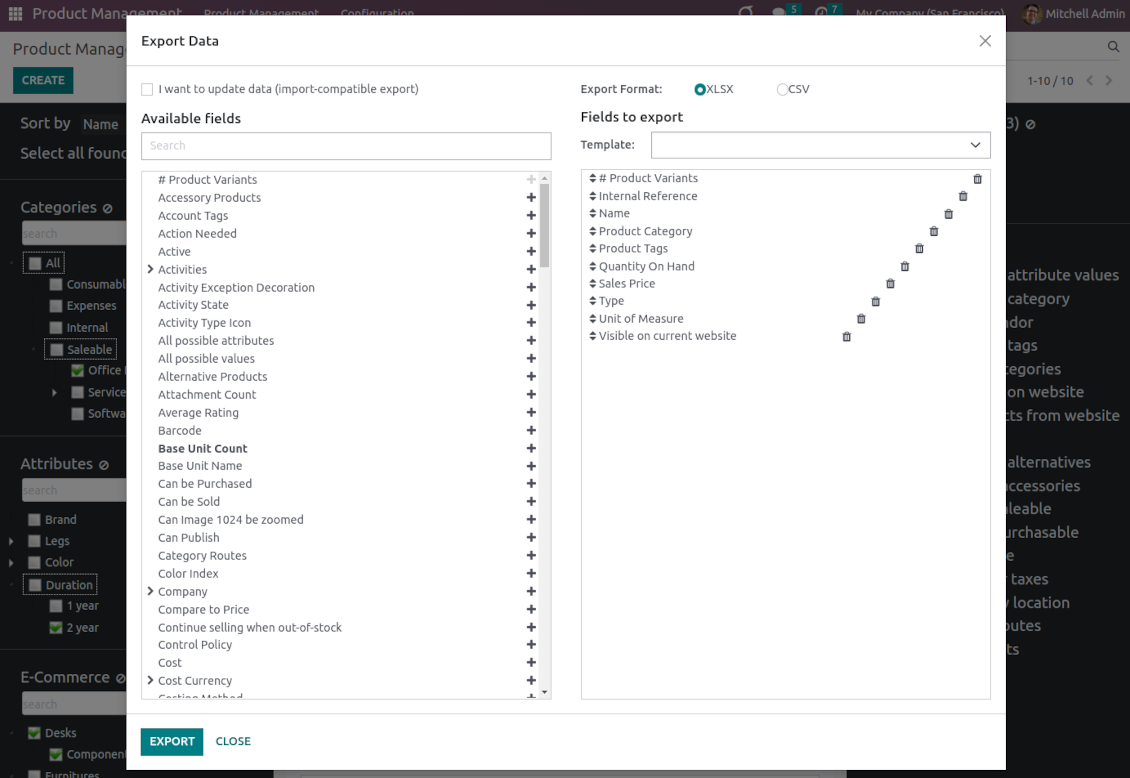 Product Management Product Management Configuration 5 7 My Company (San Francisco) Mitchell Admin
Product Manag
CREATE
1-10 / 10
Sort by Name
3)
Select all found
Categories
search
All
Consumabl
Expenses
Internal
Saleable
Office
Service
Softwa
Attributes
search
Brand
Legs
Color
Duration
1 year
2 year
E-Commerce
search
Desks
Component
Furnitures
Export Data
I want to update data (import-compatible export)
Available fields
Search
# Product Variants
Accessory Products
Account Tags
Action Needed
Active
Activities
Activity Exception Decoration
Activity State
Activity Type Icon
All possible attributes
All possible values
Alternative Products
Attachment Count
Average Rating
Barcode
Base Unit Count
Base Unit Name
Can be Purchased
Can be Sold
Can Image 1024 be zoomed
Can Publish
Category Routes
Color Index
Company
Compare to Price
Continue selling when out-of-stock
Control Policy
Cost
Cost Currency
Costing Method
Export Format: XLSX CSV
Fields to export
Template:
# Product Variants
Internal Reference
Name
Product Category
Product Tags
Quantity On Hand
Sales Price
Type
Unit of Measure
Visible on current website
EXPORT CLOSE
attribute values
category
dor
tags
tegories
on website
cts from website
alternatives
accessories
aleable
urchasable
e
taxes
location
outes
ts